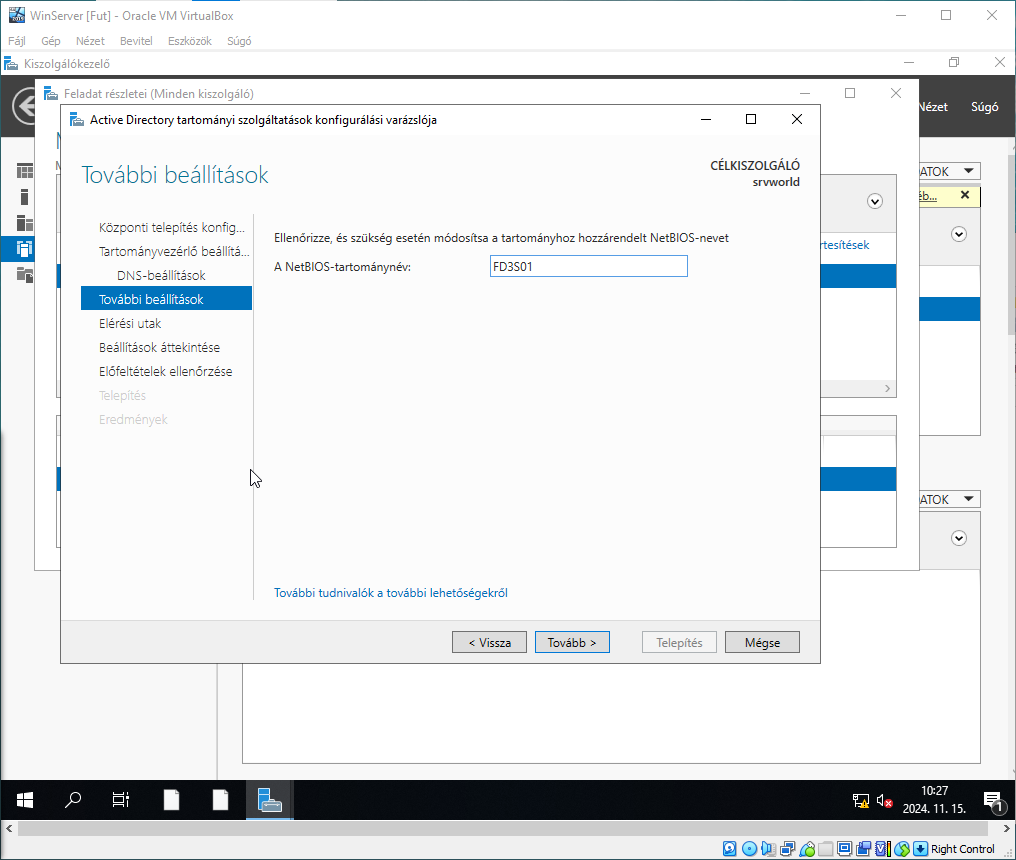 WinServer [Fut] - Oracle VM VirtualBox
Fájl Gép Nézet Bevitel Eszközök Súgó
Kiszolgálókezelő
Feladat részletei (Minden kiszolgáló)
Nézet Súgó
Active Directory tartományi szolgáltatások konfigurálási varázslója
További beállítások
CÉLKISZOLGÁLÓ
srvworld
Központi telepítés konfig...
Tartományvezérlő beállítá...
DNS-beállítások
További beállítások
Elérési utak
Beállítások áttekintése
Előfeltételek ellenőrzése
Telepítés
Eredmények
Ellenőrizze, és szükség esetén módosítsa a tartományhoz hozzárendelt NetBIOS-nevet
A NetBIOS-tartománynév:
FD3S01
További tudnivalók a további lehetőségekről
< Vissza
Tovább >
Telepítés
Mégse
ATOK
éb...
rtesítések
ATOK
10:27
2024. 11. 15.
1
Right Control